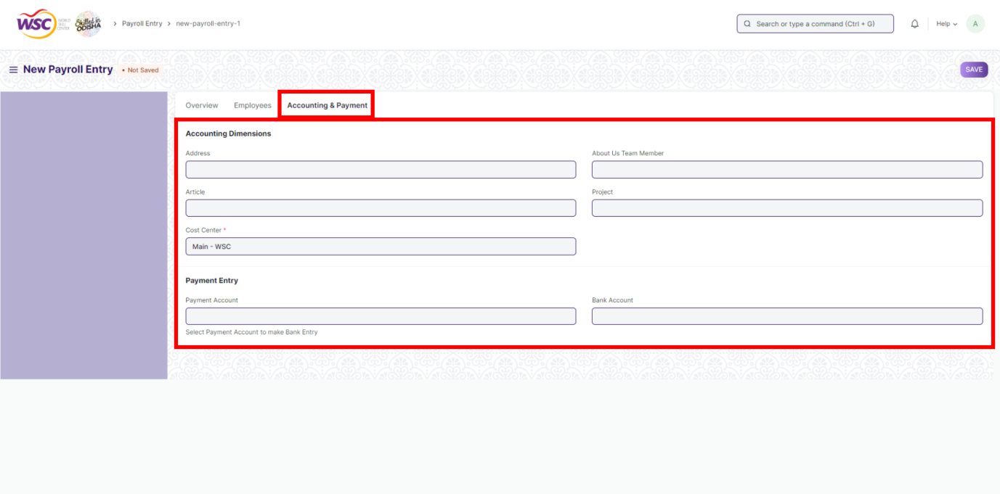 WSC WORLD SKILL CENTER Skilled in ODISHA > Payroll Entry > new-payroll-entry-1 Search or type a command (Ctrl + G) Help A
New Payroll Entry • Not Saved SAVE
Overview Employees Accounting & Payment
Accounting Dimensions
Address About Us Team Member
Article Project
Cost Center *
Main - WSC
Payment Entry
Payment Account Bank Account
Select Payment Account to make Bank Entry